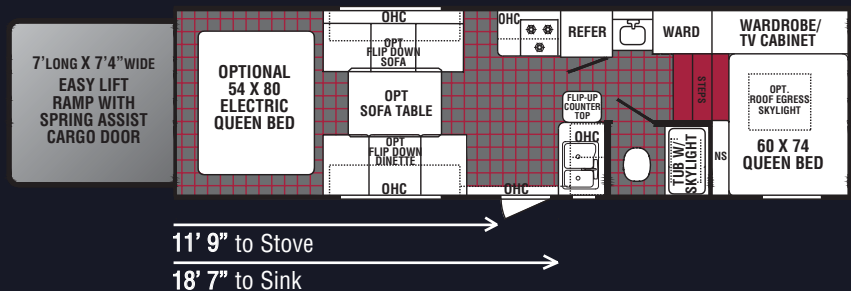 7' LONG X 7'4" WIDE
EASY LIFT
RAMP WITH
SPRING ASSIST
CARGO DOOR
OPTIONAL
54 X 80
ELECTRIC
QUEEN BED
OHC
OPT
FLIP DOWN
SOFA
OPT
SOFA TABLE
OPT
FLIP DOWN
DINETTE
OHC
OHC
REFER
WARD
WARDROBE/
TV CABINET
STEPS
OPT.
ROOF EGRESS
SKYLIGHT
60 X 74
QUEEN BED
NS
FLIP-UP
COUNTER
TOP
OHC
TUB W/
SKYLIGHT
OHC
11' 9" to Stove
18' 7" to Sink